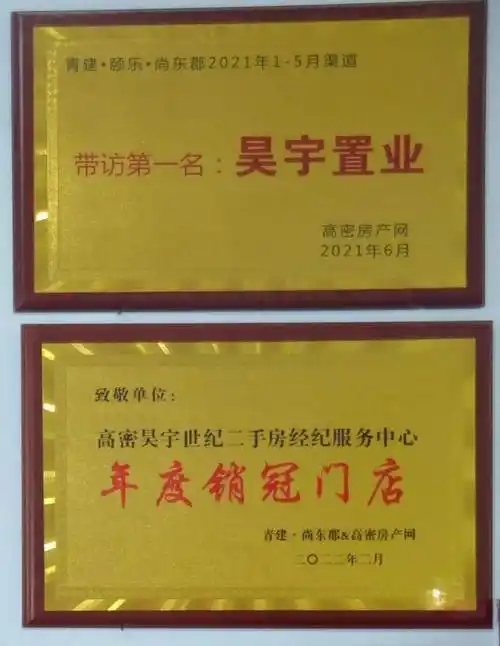 青建·颐乐·尚东郡2021年1-5月渠道
带访第一名：昊宇置业
高密房产网
2021年6月
致敬单位：
高密昊宇世纪二手房经纪服务中心
年度销冠门店
青建·尚东郡&高密房产网
二〇二二年二月